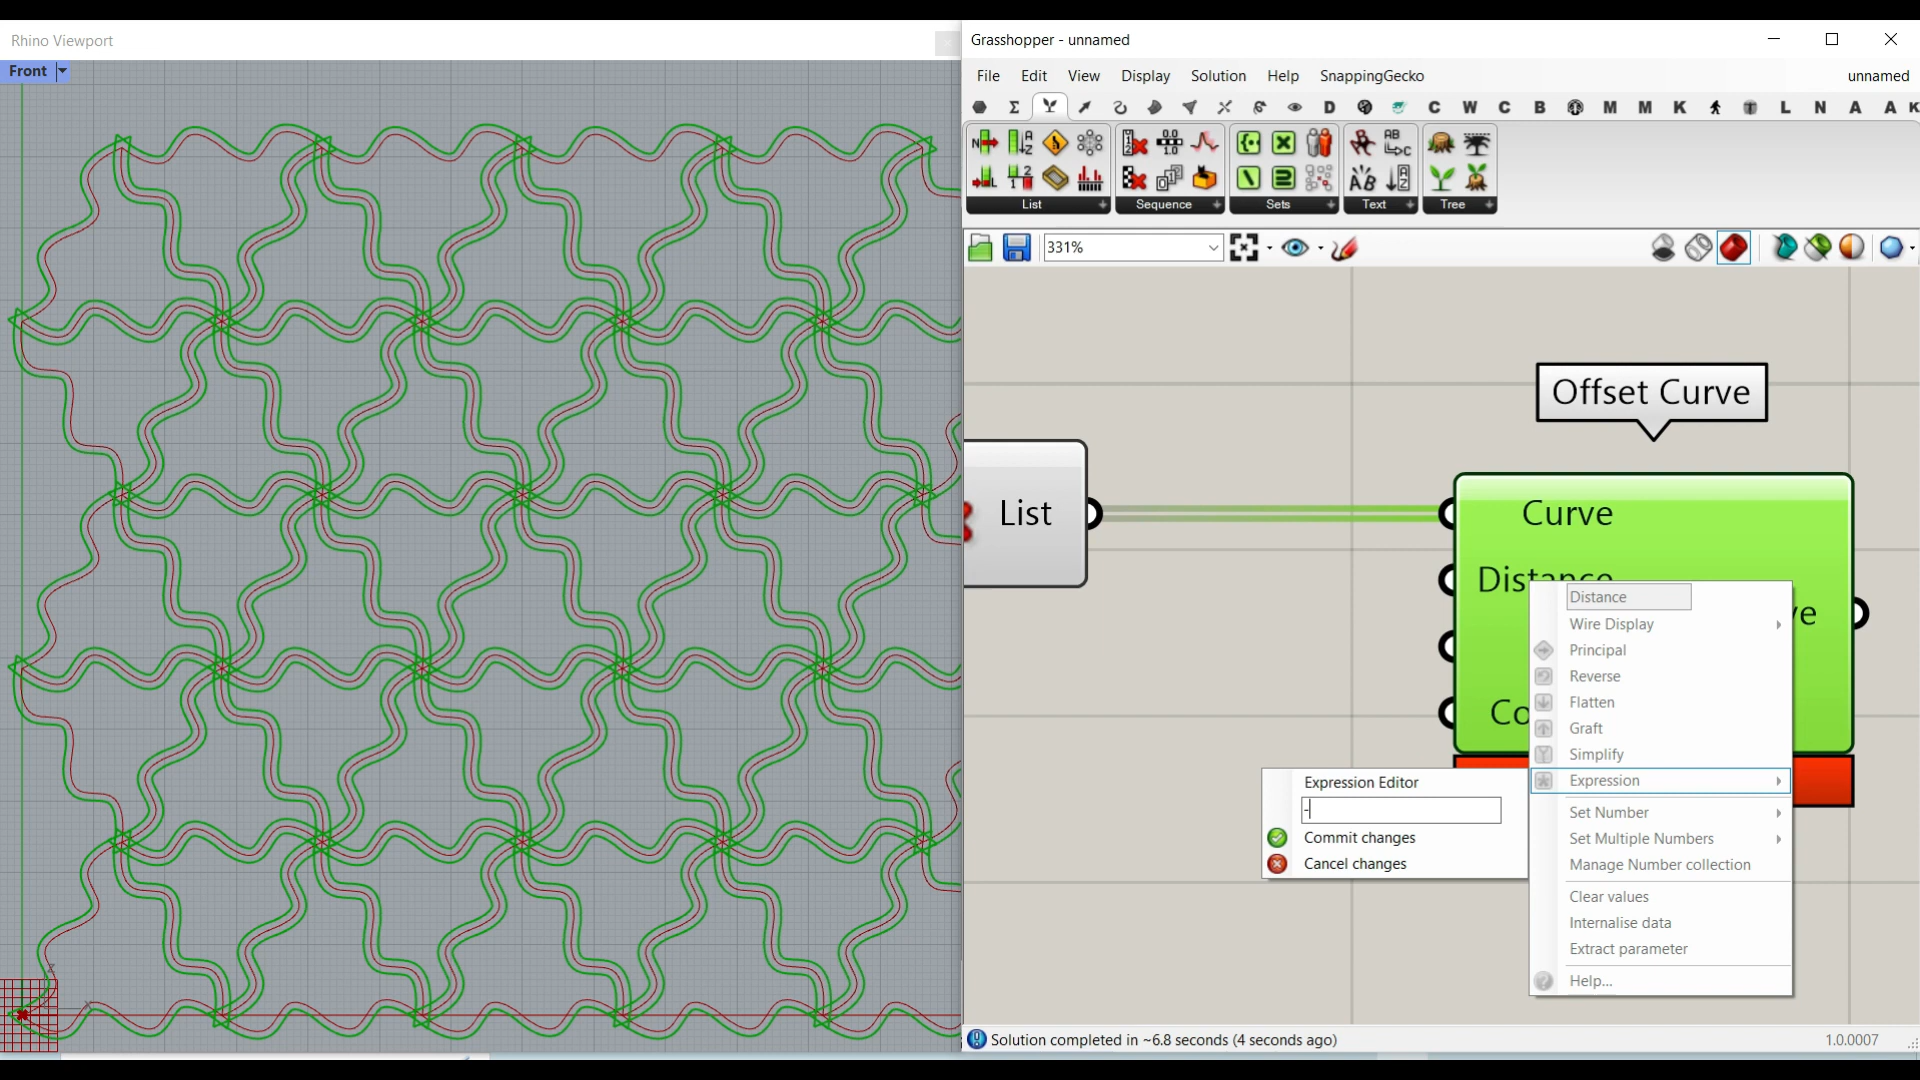 Rhino Viewport
Front
Grasshopper - unnamed
File Edit View Display Solution Help SnappingGecko unnamed
D C W C B M M K L N A A K
List Sequence Sets Text Tree
331%
Offset Curve
List
Curve
Distance
Co
ve
Distance
Wire Display
Principal
Reverse
Flatten
Graft
Simplify
Expression
Set Number
Set Multiple Numbers
Manage Number collection
Clear values
Internalise data
Extract parameter
Help...
Expression Editor
-
Commit changes
Cancel changes
Solution completed in ~6.8 seconds (4 seconds ago) 1.0.0007